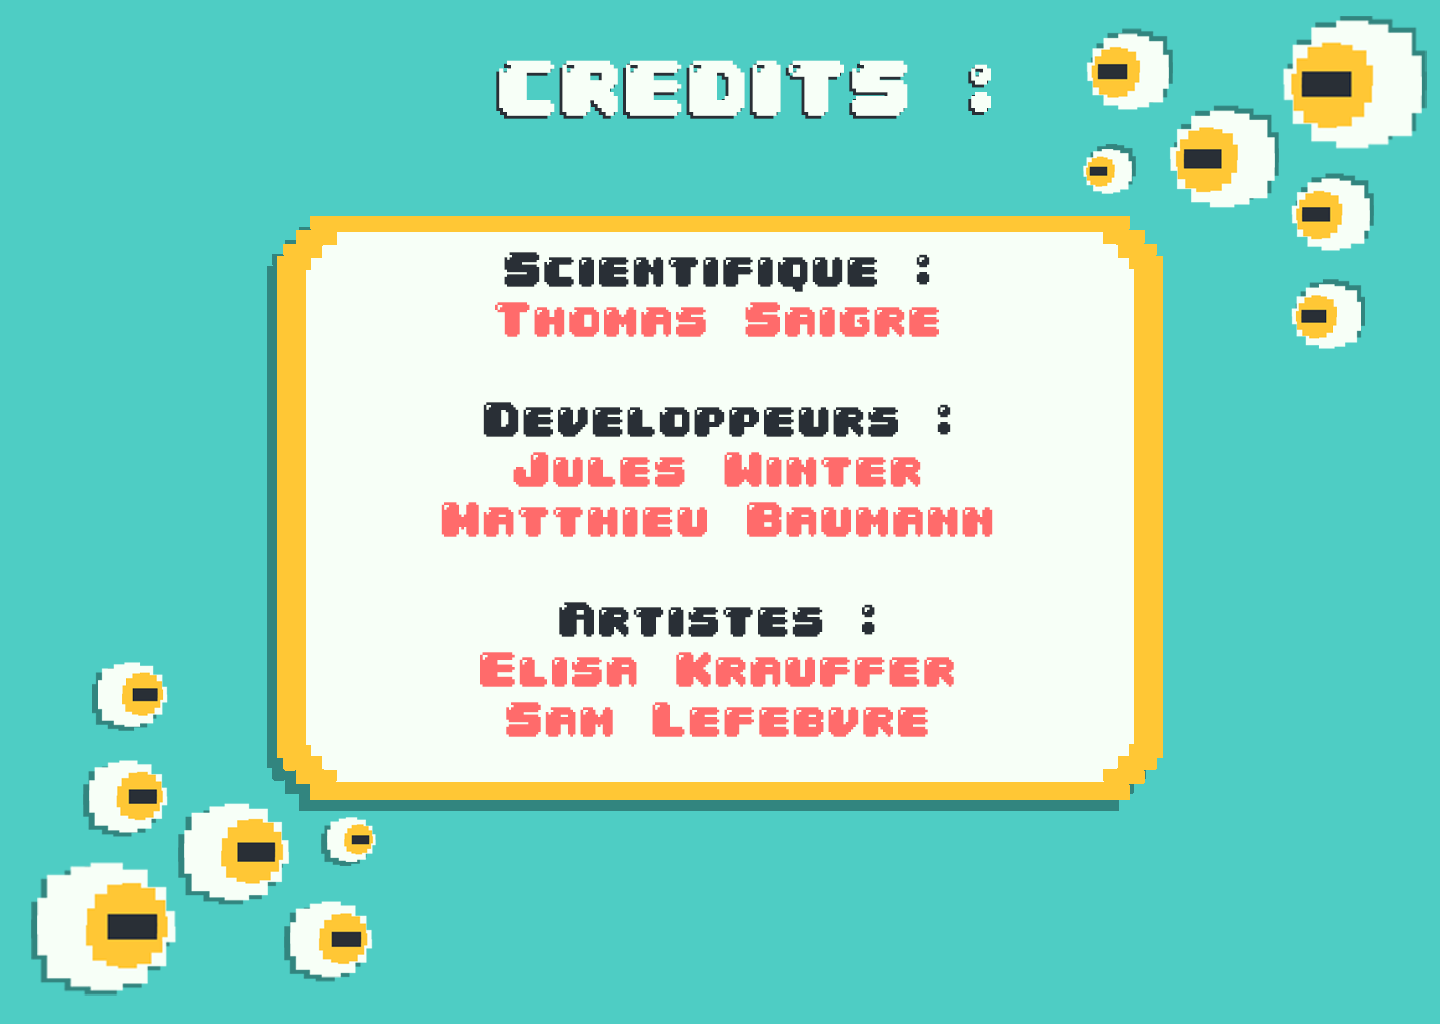 CREDITS :
SCIENTIFIQUE :
THOMAS SAIGRE
DEVELOPPEURS :
JULES WINTER
MATTHIEU BAUMANN
ARTISTES :
ELISA KRAUFFER
SAM LEFEBVRE